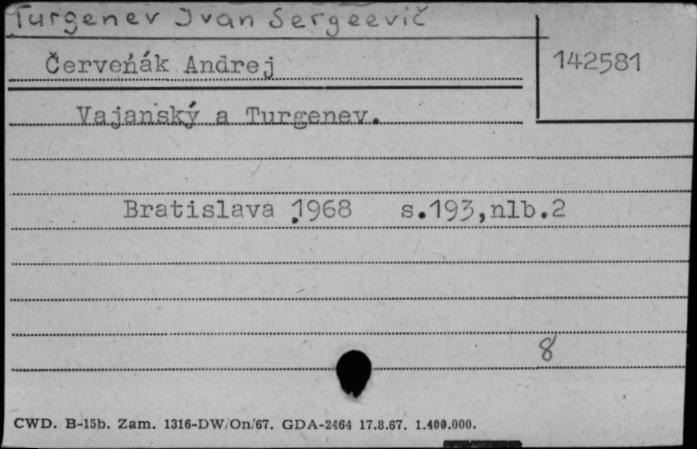 Turgenev Ivan Sergeevič
Červeńák Andrej
142581
Vajanský a Turgenev.
Bratislava 1968 s.193,nlb.2
8
CWD. B-15b. Zam. 1316-DW/On/67. GDA-2464 17.8.67. 1.400.000.